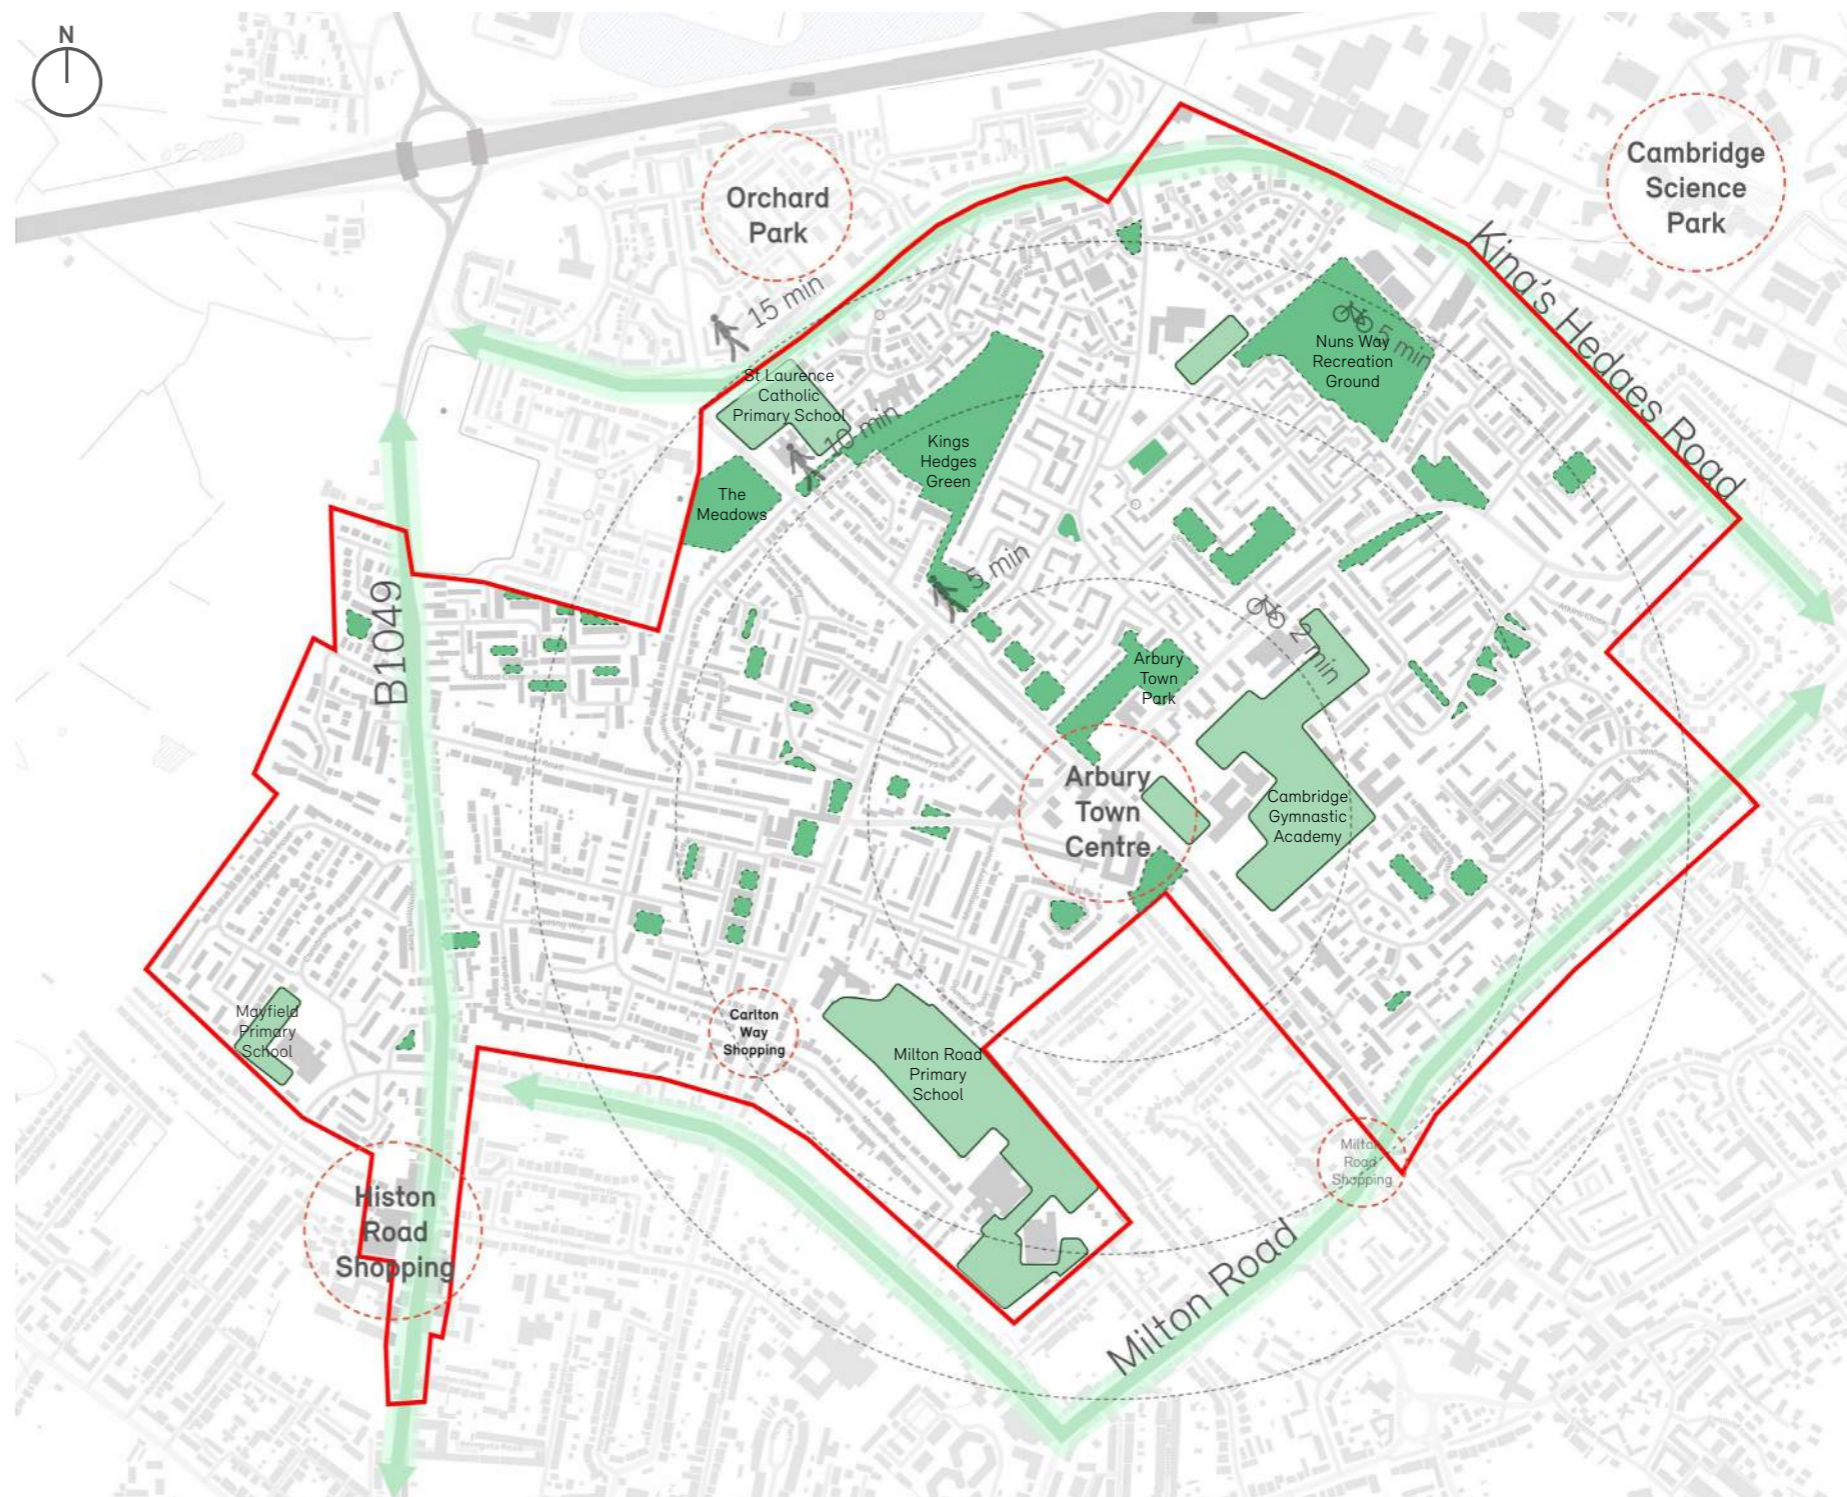 N
Cambridge
Science
Park
Orchard
Park
King's Hedges Road
15 min
5 min
Nuns Way
Recreation
Ground
St Laurence
Catholic
Primary School
10 min
Kings
Hedges
Green
The
Meadows
5 min
2 min
B1049
Arbury
Town
Park
Arbury
Town
Centre
Cambridge
Gymnastic
Academy
Mayfield
Primary
School
Carlton
Way
Shopping
Milton Road
Primary
School
Milton
Road
Shopping
Histon
Road
Shopping
Milton Road